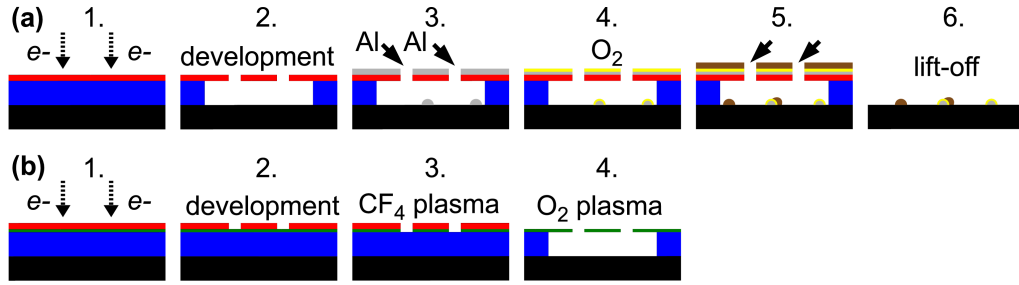 (a) 1. 2. 3. 4. 5. 6.
e- e- development Al Al O₂ lift-off
(b) 1. 2. 3. 4.
e- e- development CF₄ plasma O₂ plasma